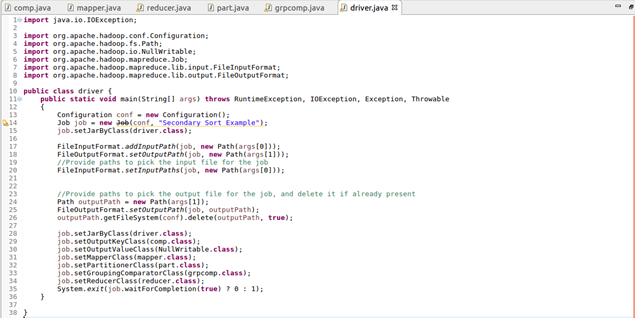 comp.java mapper.java reducer.java part.java grpcomp.java driver.java
1 import java.io.IOException;
2
3 import org.apache.hadoop.conf.Configuration;
4 import org.apache.hadoop.fs.Path;
5 import org.apache.hadoop.io.NullWritable;
6 import org.apache.hadoop.mapreduce.Job;
7 import org.apache.hadoop.mapreduce.lib.input.FileInputFormat;
8 import org.apache.hadoop.mapreduce.lib.output.FileOutputFormat;
9
10 public class driver {
11 public static void main(String[] args) throws RuntimeException, IOException, Exception, Throwable
12 {
13 Configuration conf = new Configuration();
14 Job job = new Job(conf, "Secondary Sort Example");
15 job.setJarByClass(driver.class);
16
17 FileInputFormat.addInputPath(job, new Path(args[0]));
18 FileOutputFormat.setOutputPath(job, new Path(args[1]));
19 //Provide paths to pick the input file for the job
20 FileInputFormat.setInputPaths(job, new Path(args[0]));
21
22
23 //Provide paths to pick the output file for the job, and delete it if already present
24 Path outputPath = new Path(args[1]);
25 FileOutputFormat.setOutputPath(job, outputPath);
26 outputPath.getFileSystem(conf).delete(outputPath, true);
27
28 job.setJarByClass(driver.class);
29 job.setOutputKeyClass(comp.class);
30 job.setOutputValueClass(NullWritable.class);
31 job.setMapperClass(mapper.class);
32 job.setPartitionerClass(part.class);
33 job.setGroupingComparatorClass(grpcomp.class);
34 job.setReducerClass(reducer.class);
35 System.exit(job.waitForCompletion(true) ? 0 : 1);
36 }
37
38 }